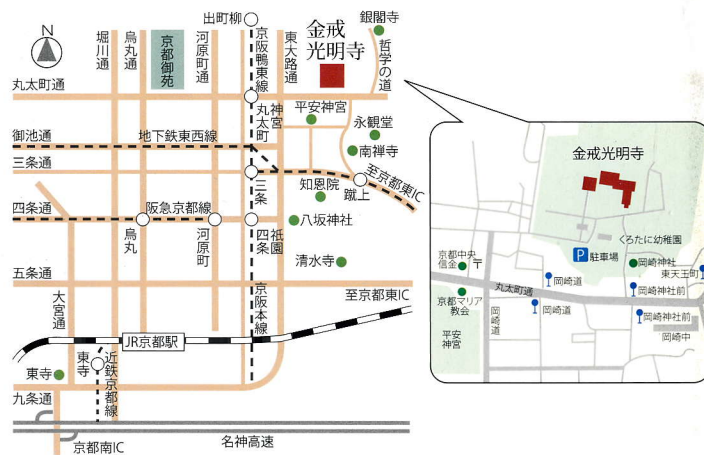 N
出町柳
堀川通
烏丸通
京都御苑
河原町通
京阪鴨東線
東大路通
金戒
光明寺
銀閣寺
哲学の道
丸太町通
神宮
丸太町
平安神宮
永観堂
御池通
地下鉄東西線
南禅寺
三条通
三条
知恩院
蹴上
至京都東IC
四条通
阪急京都線
烏丸
河原町
祇園
四条
八坂神社
清水寺
五条通
大宮通
京阪本線
至京都東IC
JR京都駅
東寺
近鉄京都線
東寺
九条通
京都南IC
名神高速
金戒光明寺
くろたに幼稚園
P
駐車場
京都中央
信金
〒
岡崎神社
東天王町
岡崎道
丸太町通
岡崎神社前
京都マリア
教会
岡崎道
岡崎道
岡崎神社前
平安
神宮
岡崎中